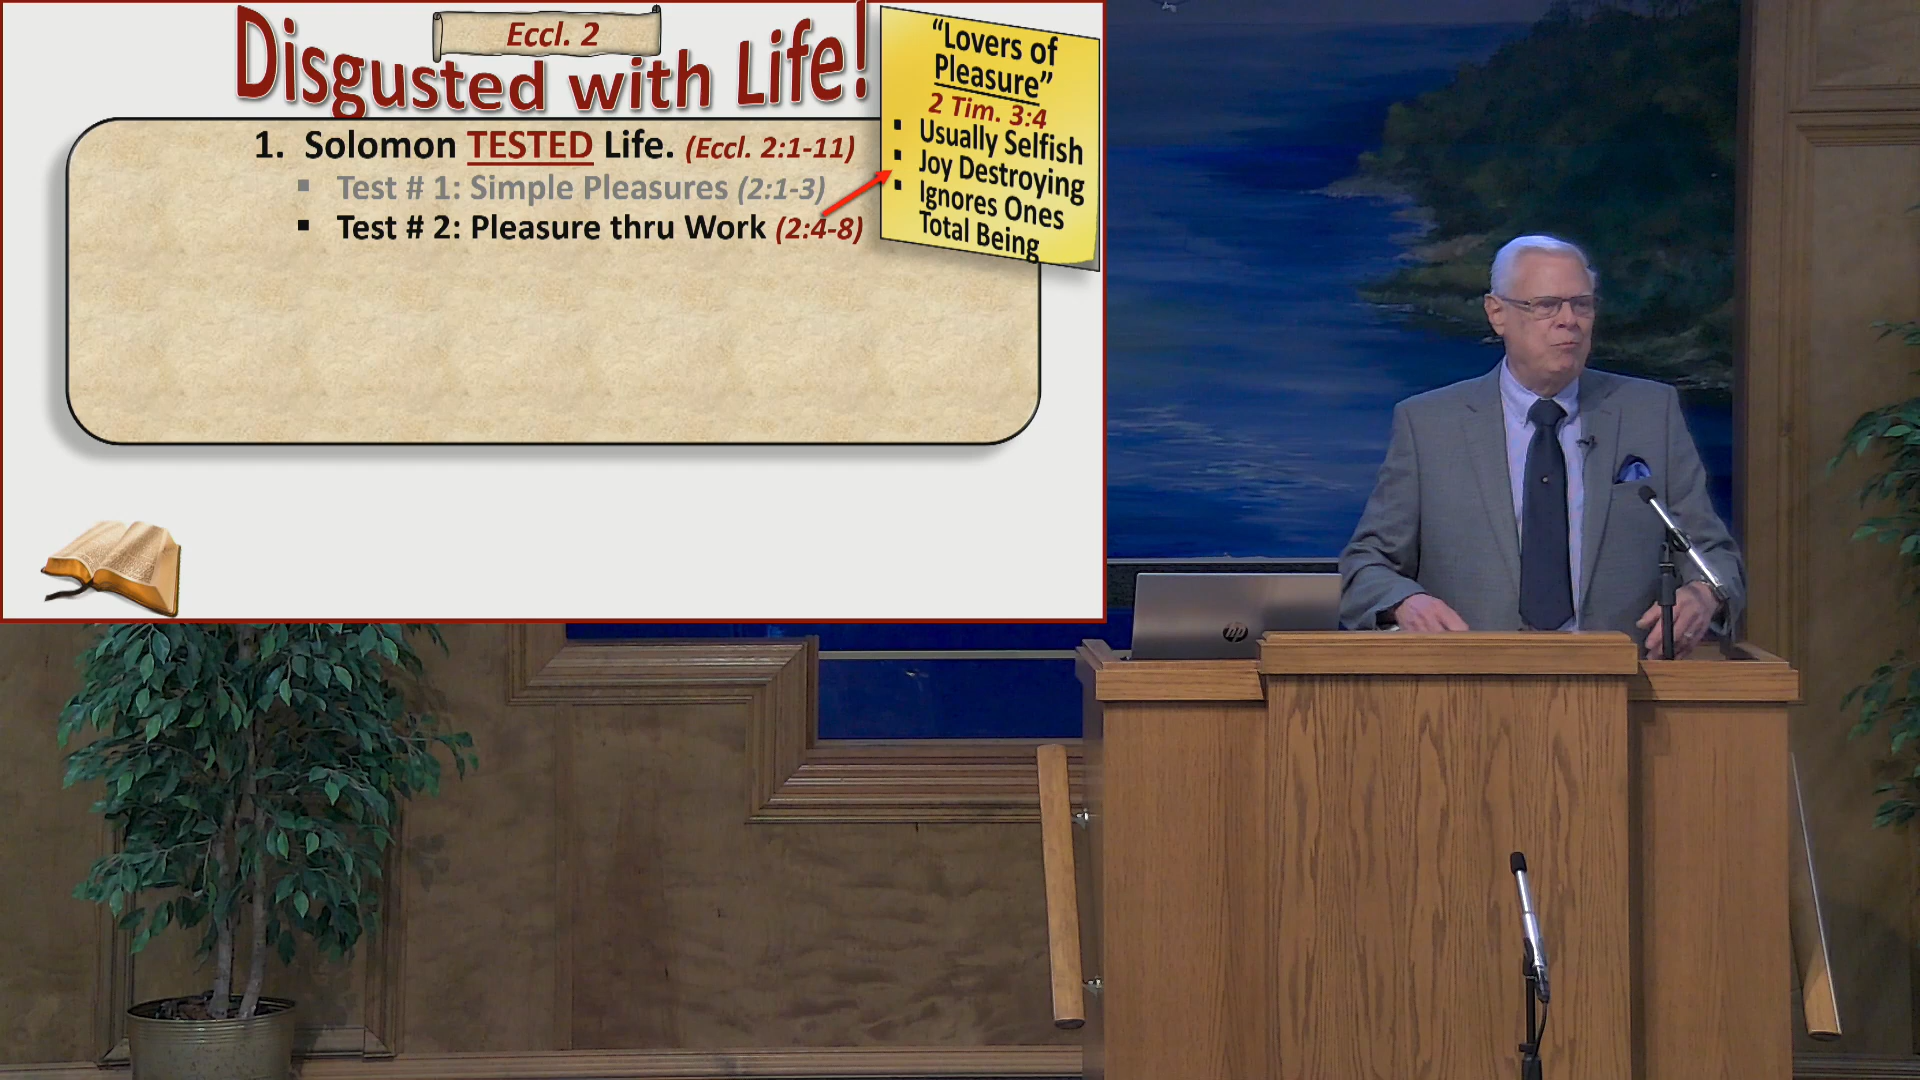 Eccl. 2
Disgusted with Life!
1. Solomon TESTED Life. (Eccl. 2:1-11)
▪ Test # 1: Simple Pleasures (2:1-3)
▪ Test # 2: Pleasure thru Work (2:4-8)
“Lovers of
Pleasure”
2 Tim. 3:4
▪ Usually Selfish
▪ Joy Destroying
▪ Ignores Ones
Total Being
hp